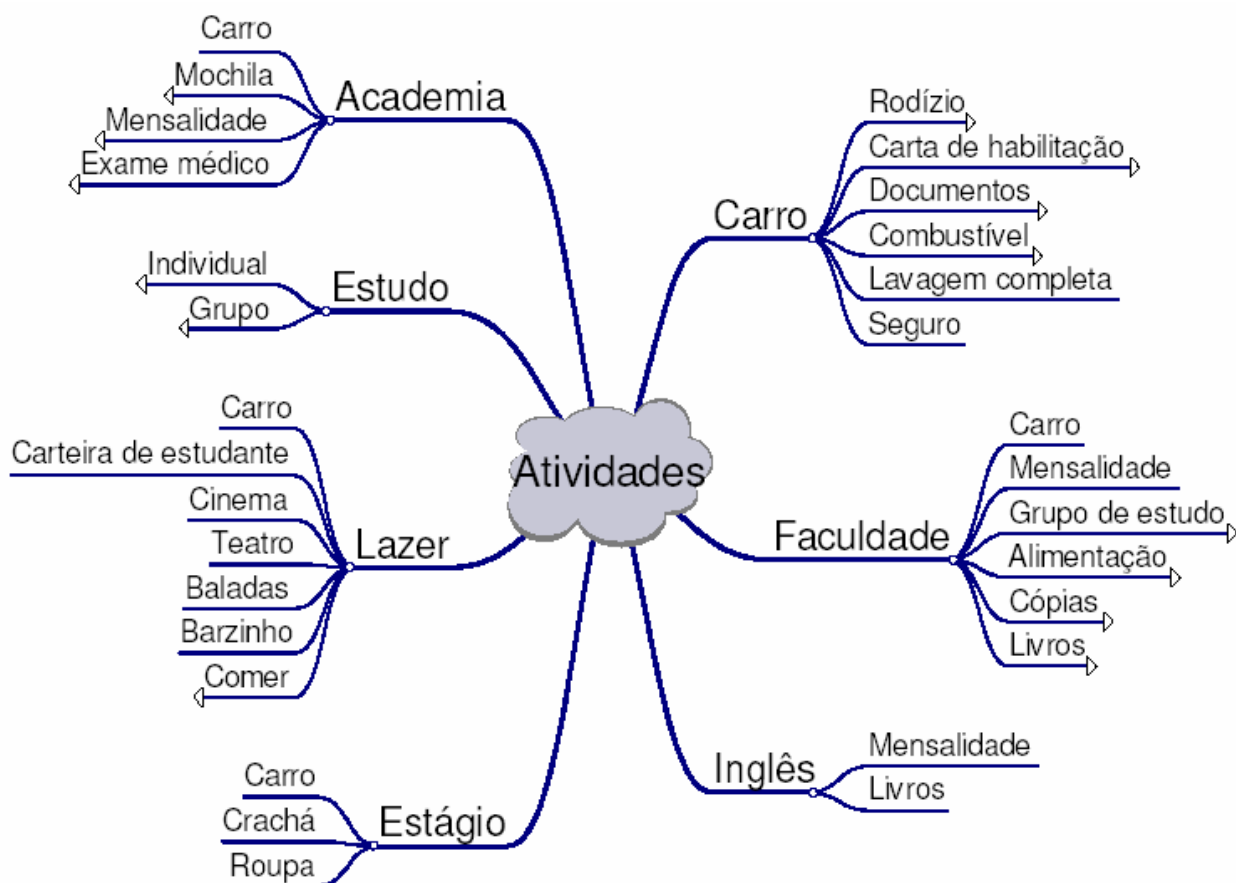 Atividades
Academia
Carro
Mochila
Mensalidade
Exame médico
Estudo
Individual
Grupo
Lazer
Carro
Carteira de estudante
Cinema
Teatro
Baladas
Barzinho
Comer
Estágio
Carro
Crachá
Roupa
Carro
Rodízio
Carta de habilitação
Documentos
Combustível
Lavagem completa
Seguro
Faculdade
Carro
Mensalidade
Grupo de estudo
Alimentação
Cópias
Livros
Inglês
Mensalidade
Livros